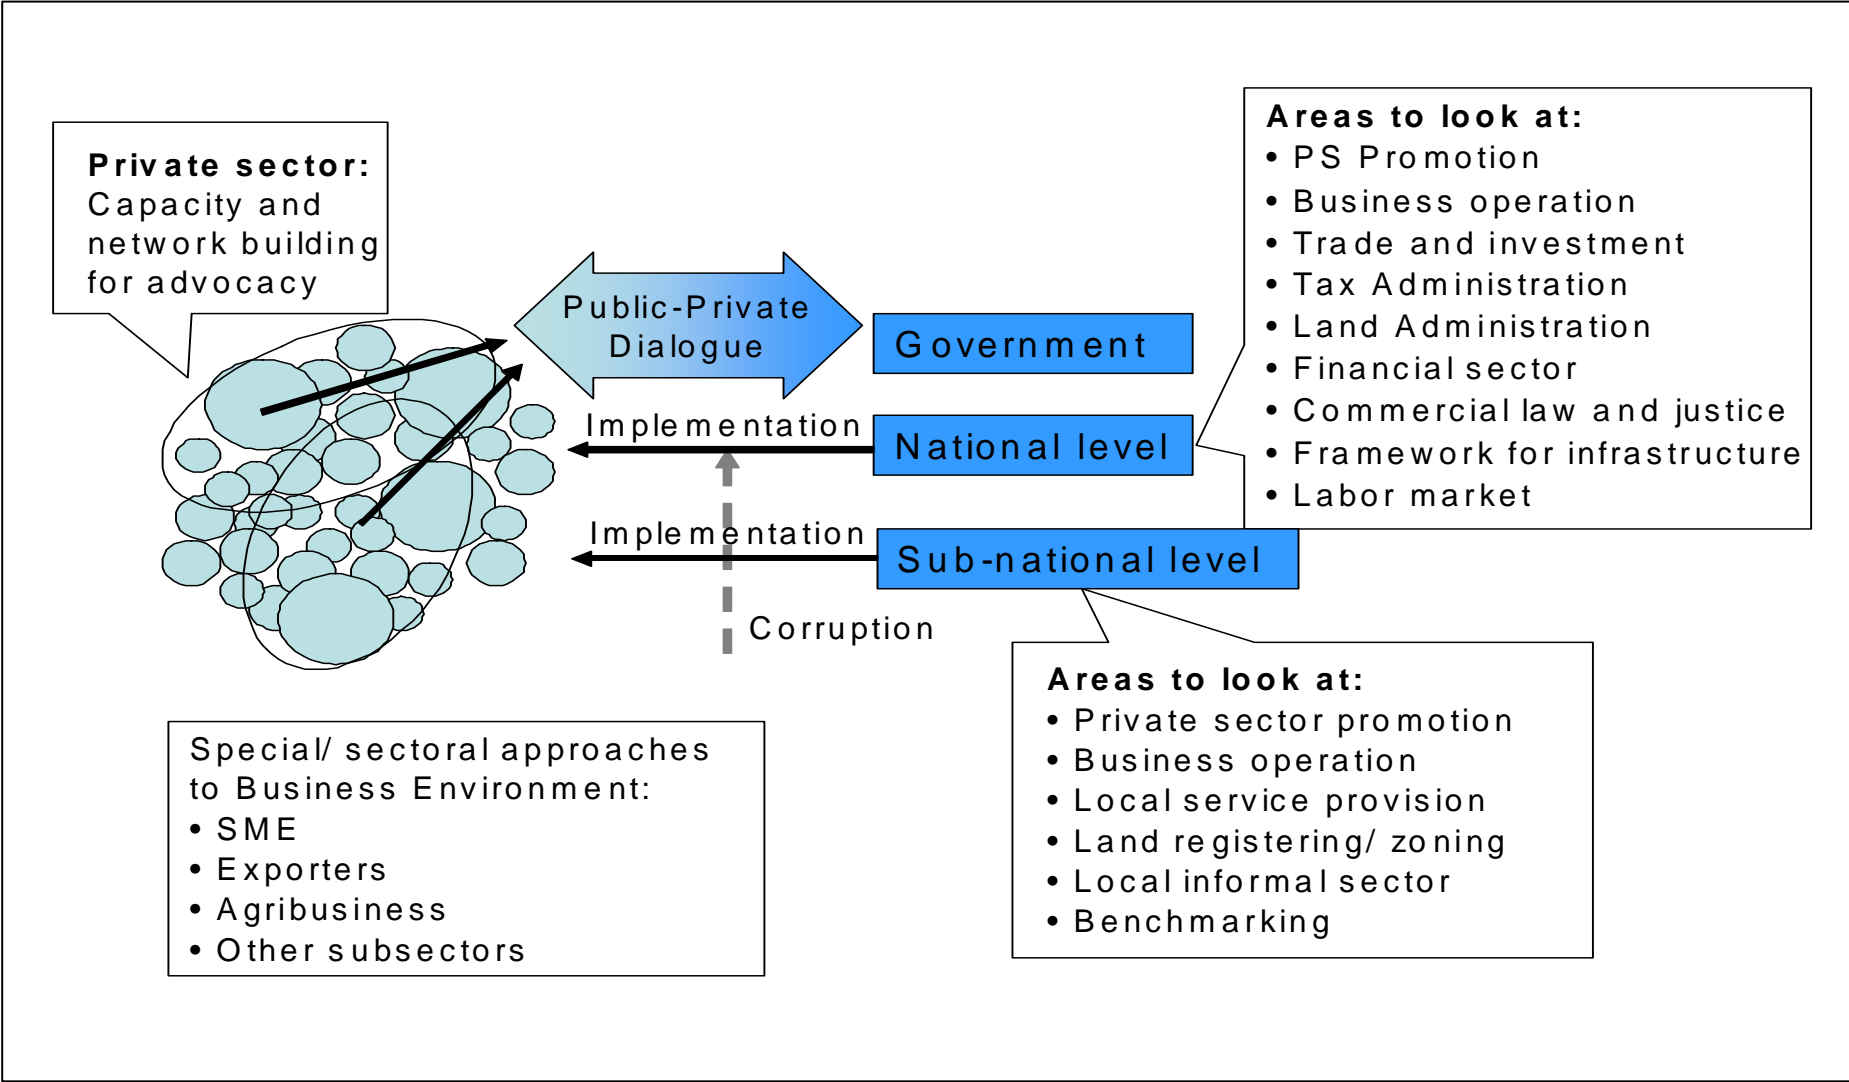 Private sector:
Capacity and
network building
for advocacy
Public-Private
Dialogue
Government
Implementation
National level
Implementation
Sub-national level
Corruption
Areas to look at:
• PS Promotion
• Business operation
• Trade and investment
• Tax Administration
• Land Administration
• Financial sector
• Commercial law and justice
• Framework for infrastructure
• Labor market
Areas to look at:
• Private sector promotion
• Business operation
• Local service provision
• Land registering/ zoning
• Local informal sector
• Benchmarking
Special/ sectoral approaches
to Business Environment:
• SME
• Exporters
• Agribusiness
• Other subsectors